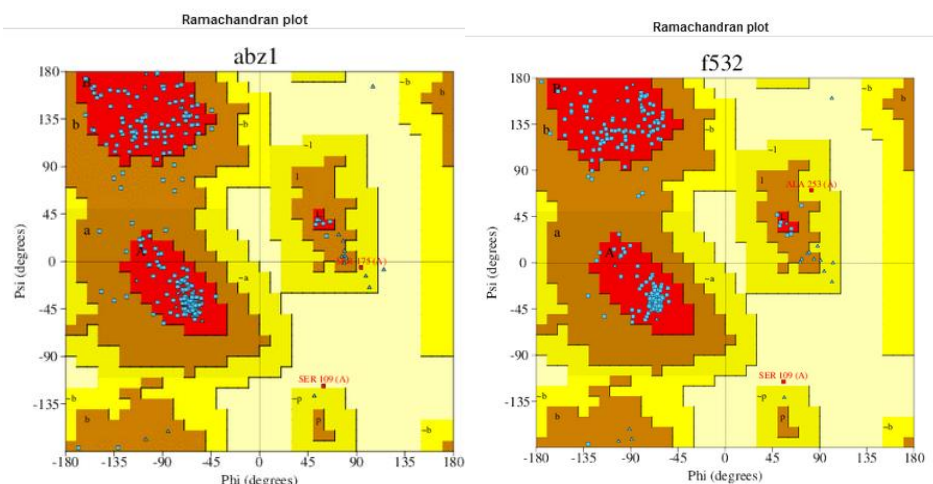 Ramachandran plot
abz1
180
135
90
45
0
-45
-90
-135
-180 -135 -90 -45 0 45 90 135 180
Psi (degrees)
Phi (degrees)
B
b
a
A
L
l
~l
~b
b
~a
175 (A)
SER 109 (A)
~p
p
~b
b
b
~b
Ramachandran plot
f532
180
135
90
45
0
-45
-90
-135
-180 -135 -90 -45 0 45 90 135 180
Psi (degrees)
Phi (degrees)
B
b
a
A
l
~l
~b
b
~b
ALA 253 (A)
~a
SER 109 (A)
~p
p
~b
b
b
~b